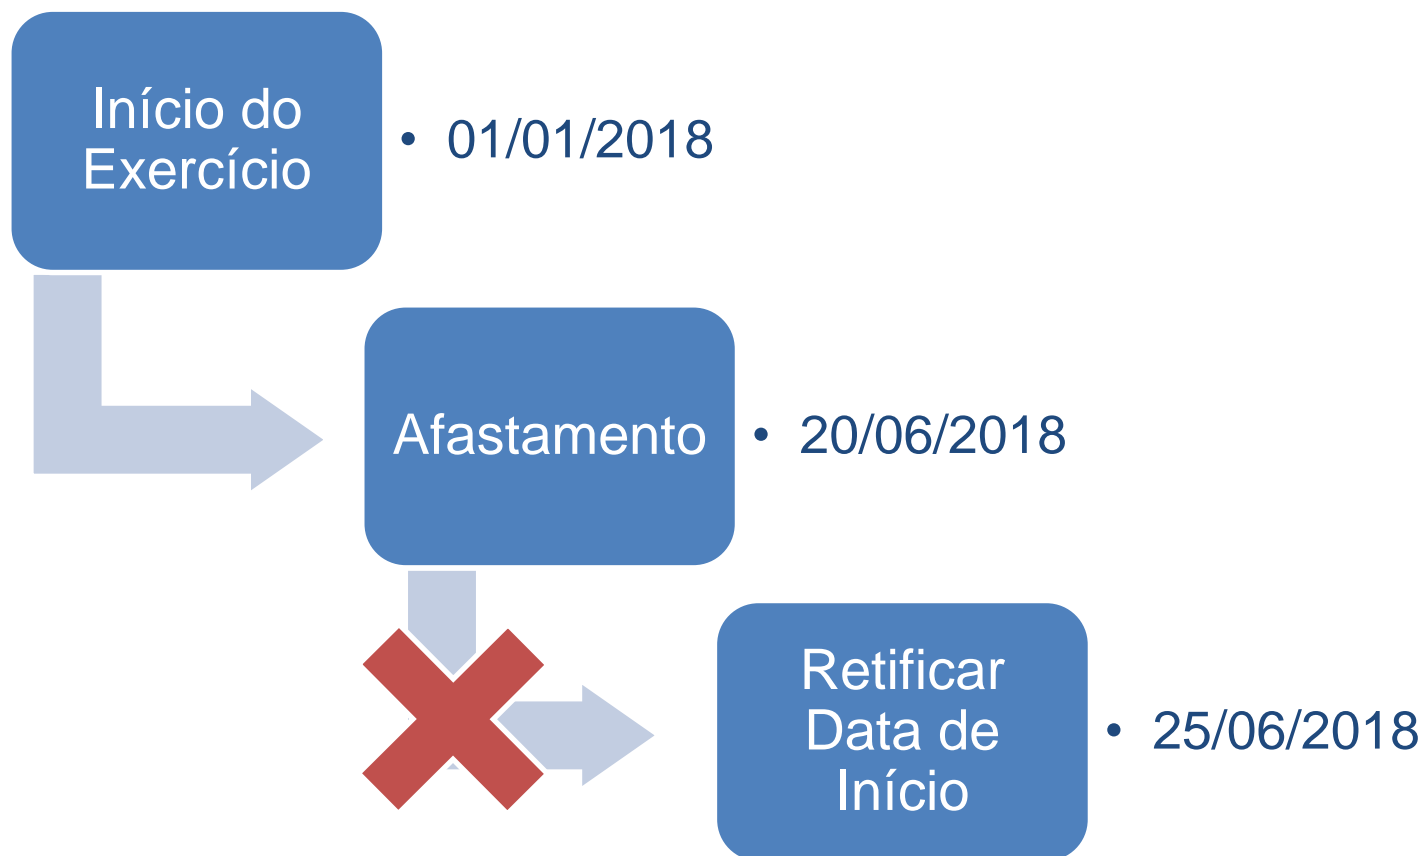 Início do
Exercício
• 01/01/2018
Afastamento
• 20/06/2018
Retificar
Data de
Início
• 25/06/2018